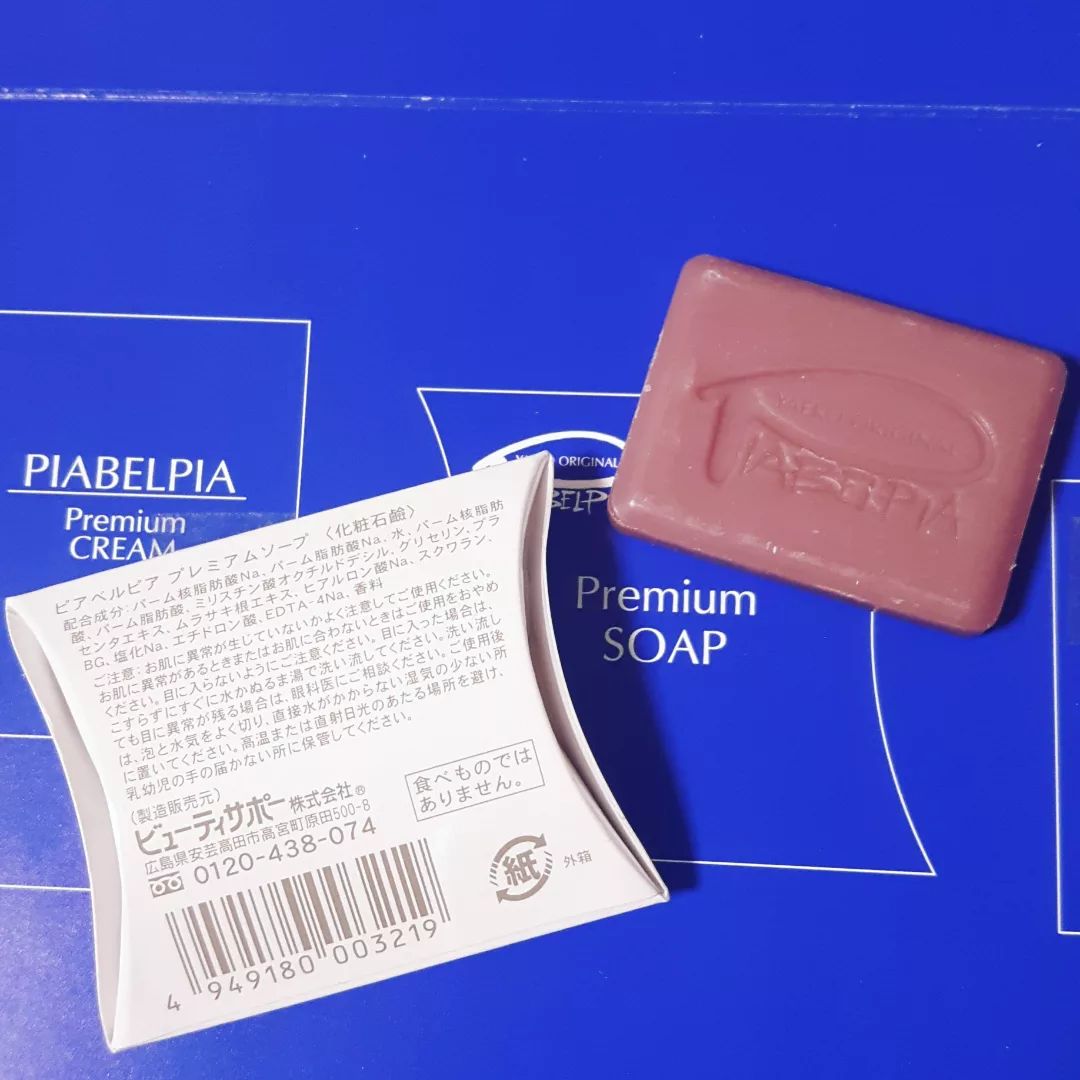 PIABELPIA
Premium
CREAM
ORIGINAL
Premium
SOAP
PIABELPIA
ピアベルピア プレミアムソープ 〈化粧石鹸〉
配合成分：パーム核脂肪酸Na、パーム脂肪酸Na、水、パーム核脂肪
酸、パーム脂肪酸、ミリスチン酸オクチルドデシル、グリセリン、プラ
センタエキス、ムラサキ根エキス、ヒアルロン酸Na、スクワラン、
BG、塩化Na、エチドロン酸、EDTA-4Na、香料
ご注意：お肌に異常が生じていないかよく注意してご使用ください。
お肌に異常があるときまたはお肌に合わないときはご使用をおやめ
ください。目に入らないようにご注意ください。目に入った場合は、
こすらずにすぐに水かぬるま湯で洗い流してください。洗い流し
ても目に異常が残る場合は、眼科医にご相談ください。ご使用後
は、泡と水気をよく切り、直接水がかからない湿気の少ない所
に置いてください。高温または直射日光のあたる場所を避け、
乳幼児の手の届かない所に保管してください。
(製造販売元)
ビューティサポー株式会社®
広島県安芸高田市高宮町原田500-8
0120-438-074
食べものでは
ありません。
紙 外箱
4 949180 003219